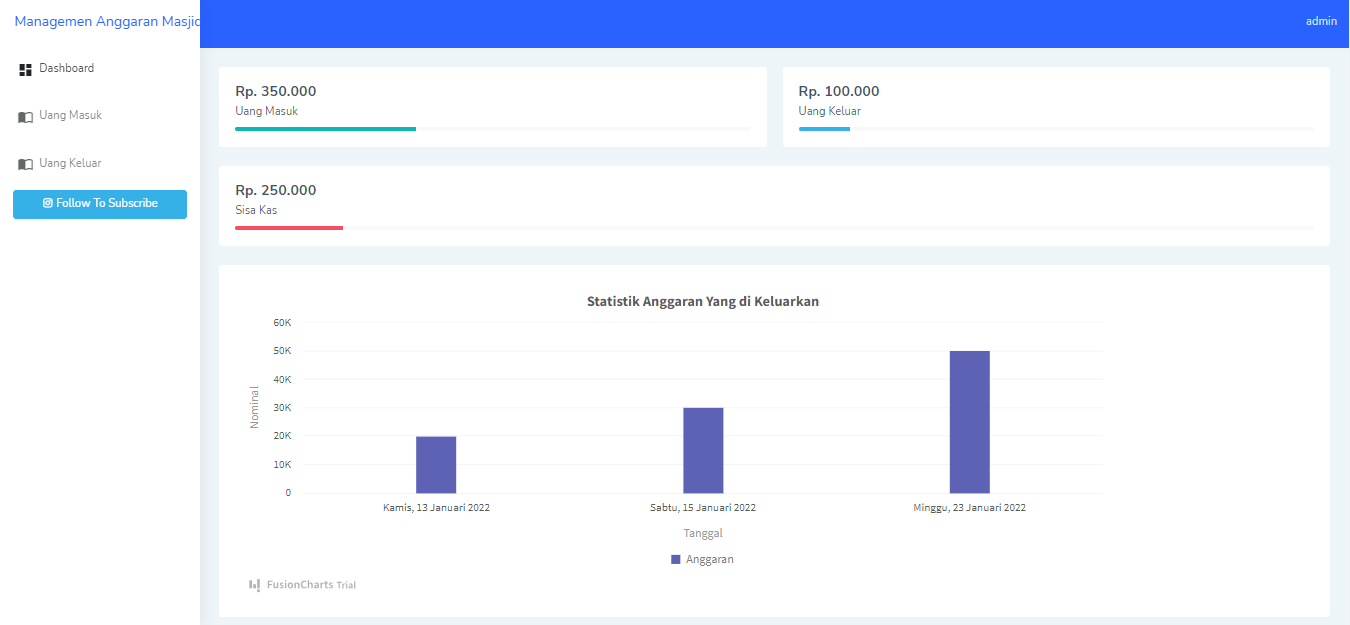 Managemen Anggaran Masjid
admin
Dashboard
Uang Masuk
Uang Keluar
Follow To Subscribe
Rp. 350.000
Uang Masuk
Rp. 100.000
Uang Keluar
Rp. 250.000
Sisa Kas
Statistik Anggaran Yang di Keluarkan
60K
50K
40K
30K
20K
10K
0
Nominal
Kamis, 13 Januari 2022
Sabtu, 15 Januari 2022
Minggu, 23 Januari 2022
Tanggal
Anggaran
FusionCharts Trial